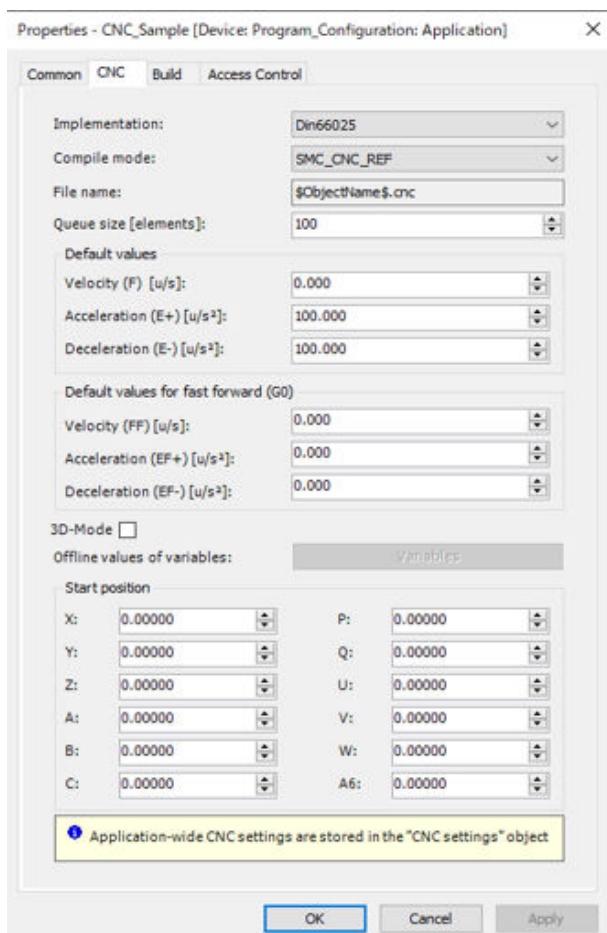 Properties - CNC_Sample [Device: Program_Configuration: Application]
Common CNC Build Access Control
Implementation: Din66025
Compile mode: SMC_CNC_REF
File name: $ObjectName$.cnc
Queue size [elements]: 100
Default values
Velocity (F) [u/s]: 0.000
Acceleration (E+) [u/s²]: 100.000
Deceleration (E-) [u/s²]: 100.000
Default values for fast forward (G0)
Velocity (FF) [u/s]: 0.000
Acceleration (EF+) [u/s²]: 0.000
Deceleration (EF-) [u/s²]: 0.000
3D-Mode
Offline values of variables: Variables
Start position
X: 0.00000 P: 0.00000
Y: 0.00000 Q: 0.00000
Z: 0.00000 U: 0.00000
A: 0.00000 V: 0.00000
B: 0.00000 W: 0.00000
C: 0.00000 A6: 0.00000
Application-wide CNC settings are stored in the "CNC settings" object
OK Cancel Apply